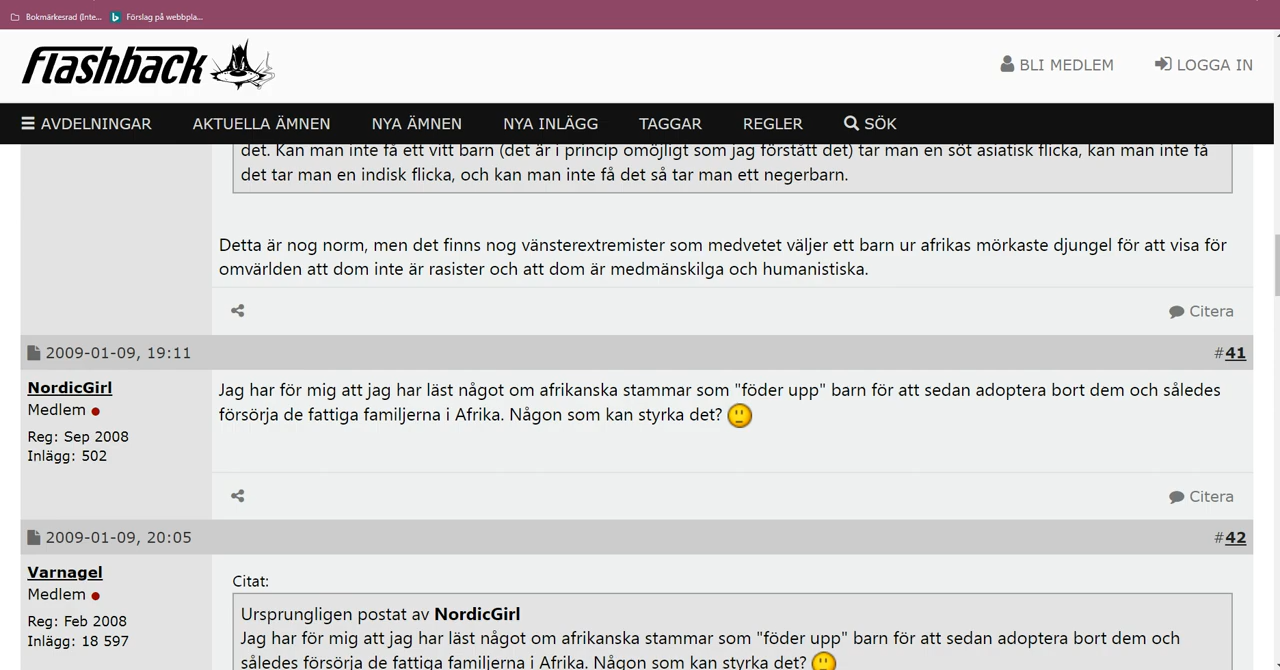 Bokmärkesrad (Inte... Förslag på webbpla...
flashback
BLI MEDLEM LOGGA IN
AVDELNINGAR AKTUELLA ÄMNEN NYA ÄMNEN NYA INLÄGG TAGGAR REGLER SÖK
det. Kan man inte få ett vitt barn (det är i princip omöjligt som jag förstått det) tar man en söt asiatisk flicka, kan man inte få
det tar man en indisk flicka, och kan man inte få det så tar man ett negerbarn.
Detta är nog norm, men det finns nog vänsterextremister som medvetet väljer ett barn ur afrikas mörkaste djungel för att visa för
omvärlden att dom inte är rasister och att dom är medmänskilga och humanistiska.
Citera
2009-01-09, 19:11 #41
NordicGirl
Medlem
Reg: Sep 2008
Inlägg: 502
Jag har för mig att jag har läst något om afrikanska stammar som "föder upp" barn för att sedan adoptera bort dem och således
försörja de fattiga familjerna i Afrika. Någon som kan styrka det?
Citera
2009-01-09, 20:05 #42
Varnagel
Medlem
Reg: Feb 2008
Inlägg: 18 597
Citat:
Ursprungligen postat av NordicGirl
Jag har för mig att jag har läst något om afrikanska stammar som "föder upp" barn för att sedan adoptera bort dem och
således försörja de fattiga familjerna i Afrika. Någon som kan styrka det?